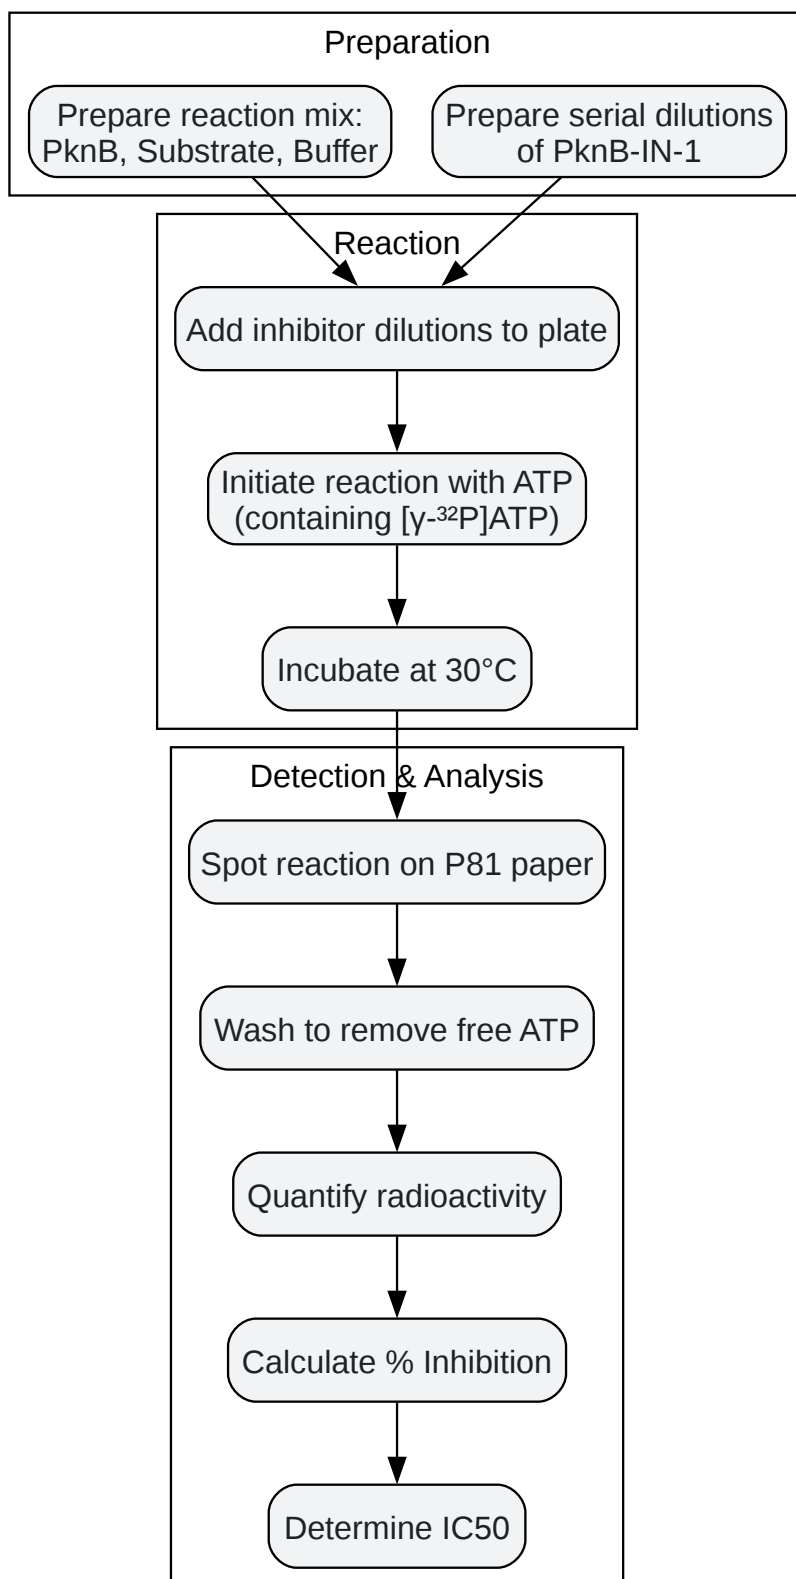 Preparation
Prepare reaction mix:
PknB, Substrate, Buffer
Prepare serial dilutions
of PknB-IN-1
Reaction
Add inhibitor dilutions to plate
Initiate reaction with ATP
(containing [γ-³²P]ATP)
Incubate at 30°C
Detection & Analysis
Spot reaction on P81 paper
Wash to remove free ATP
Quantify radioactivity
Calculate % Inhibition
Determine IC50